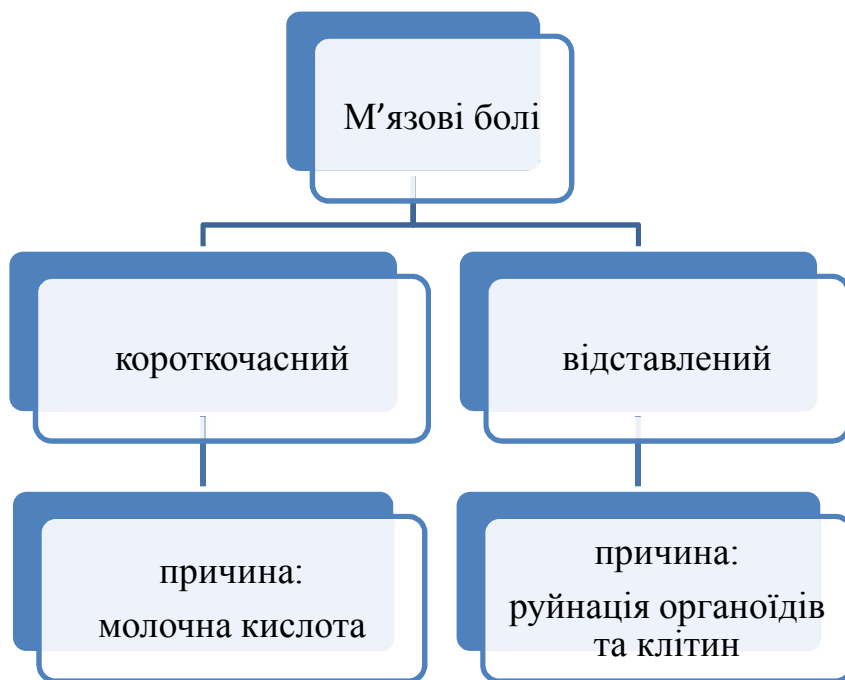 М’язові болі
короткочасний
відставлений
причина:
молочна кислота
причина:
руйнація органоїдів
та клітин